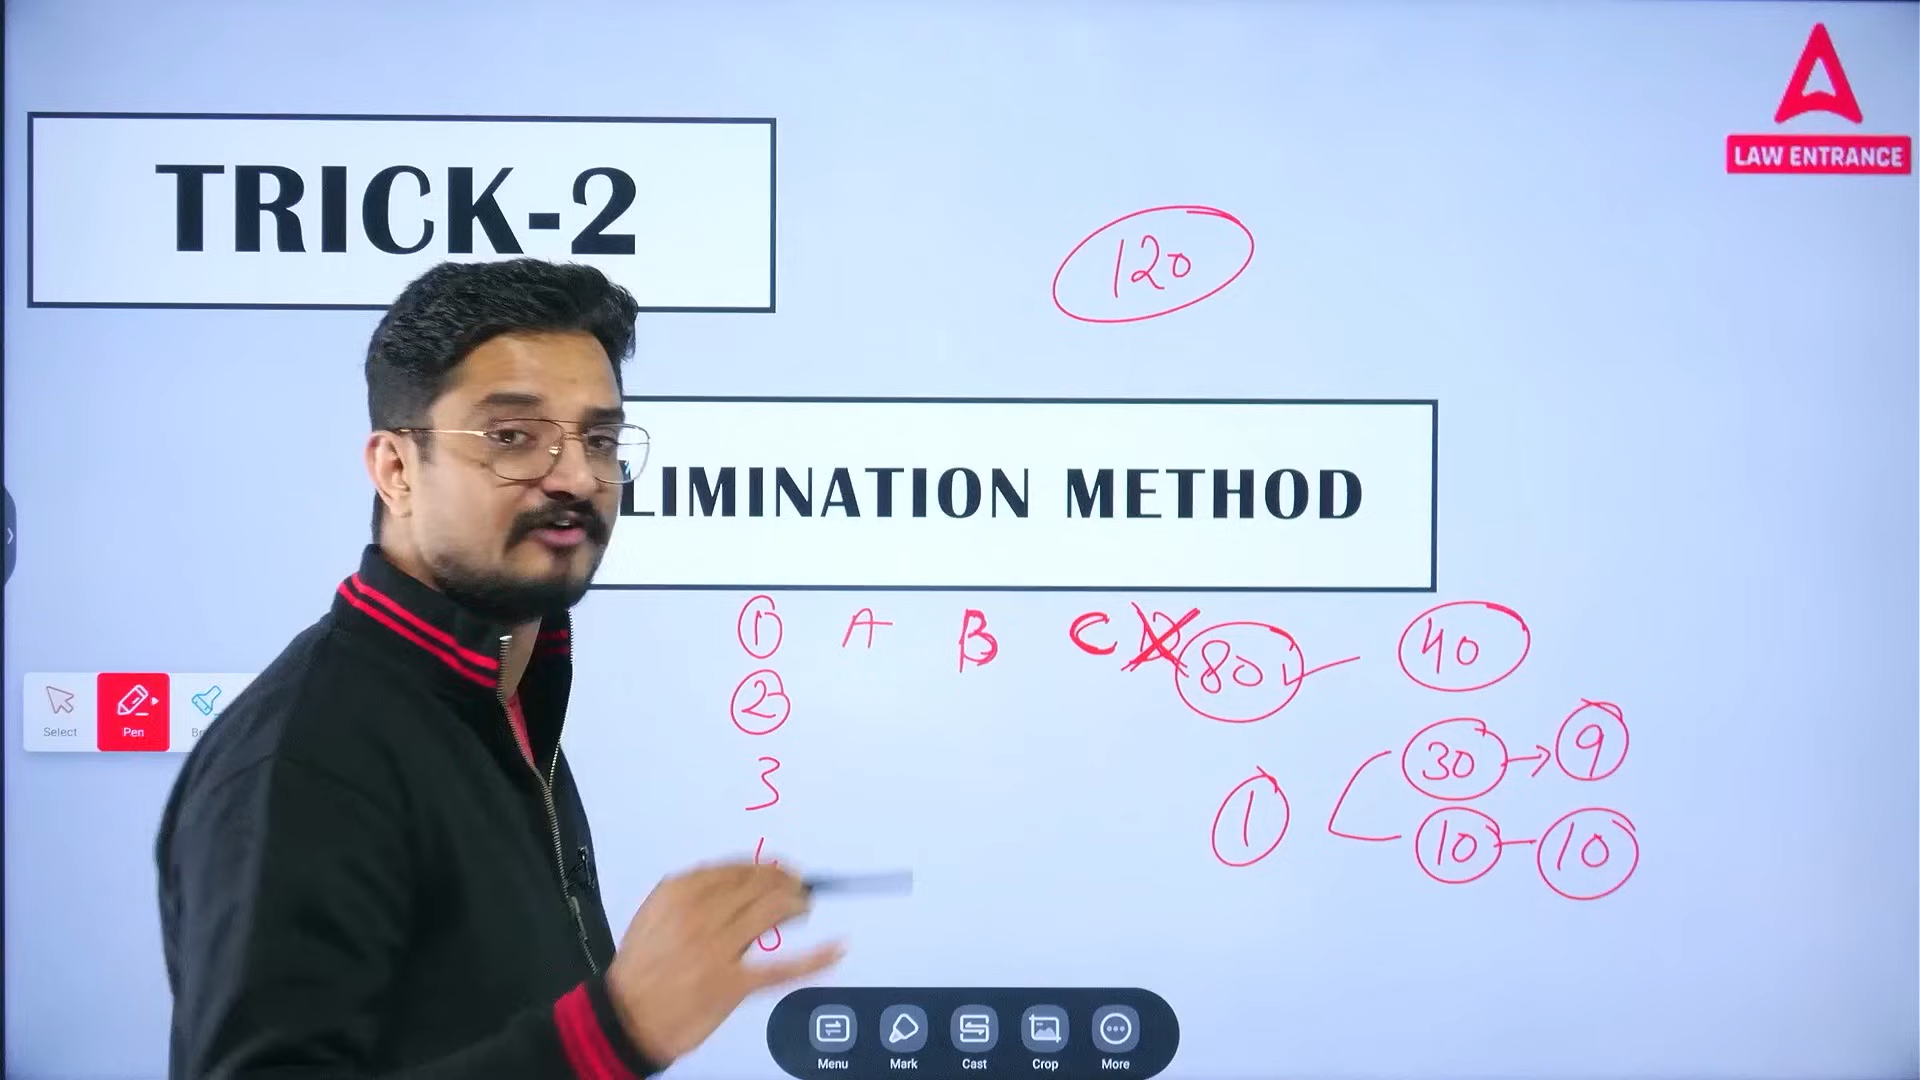 TRICK-2
LAW ENTRANCE
120
LIMINATION METHOD
1 A B C D 80 40
2
3
30 → 9
1
10 - 10
Select Pen
Menu Mark Cast Crop More